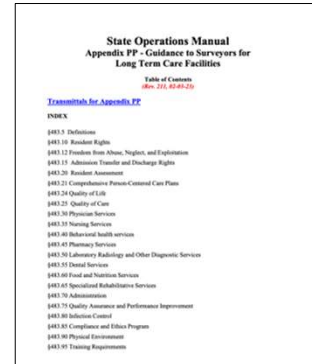 State Operations Manual
Appendix PP - Guidance to Surveyors for
Long Term Care Facilities
Table of Contents
(Rev. 211, 02-03-23)
Transmittals for Appendix PP
INDEX
§483.5 Definitions
§483.10 Resident Rights
§483.12 Freedom from Abuse, Neglect, and Exploitation
§483.15 Admission Transfer and Discharge Rights
§483.20 Resident Assessment
§483.21 Comprehensive Person-Centered Care Plans
§483.24 Quality of Life
§483.25 Quality of Care
§483.30 Physician Services
§483.35 Nursing Services
§483.40 Behavioral health services
§483.45 Pharmacy Services
§483.50 Laboratory Radiology and Other Diagnostic Services
§483.55 Dental Services
§483.60 Food and Nutrition Services
§483.65 Specialized Rehabilitative Services
§483.70 Administration
§483.75 Quality Assurance and Performance Improvement
§483.80 Infection Control
§483.85 Compliance and Ethics Program
§483.90 Physical Environment
§483.95 Training Requirements